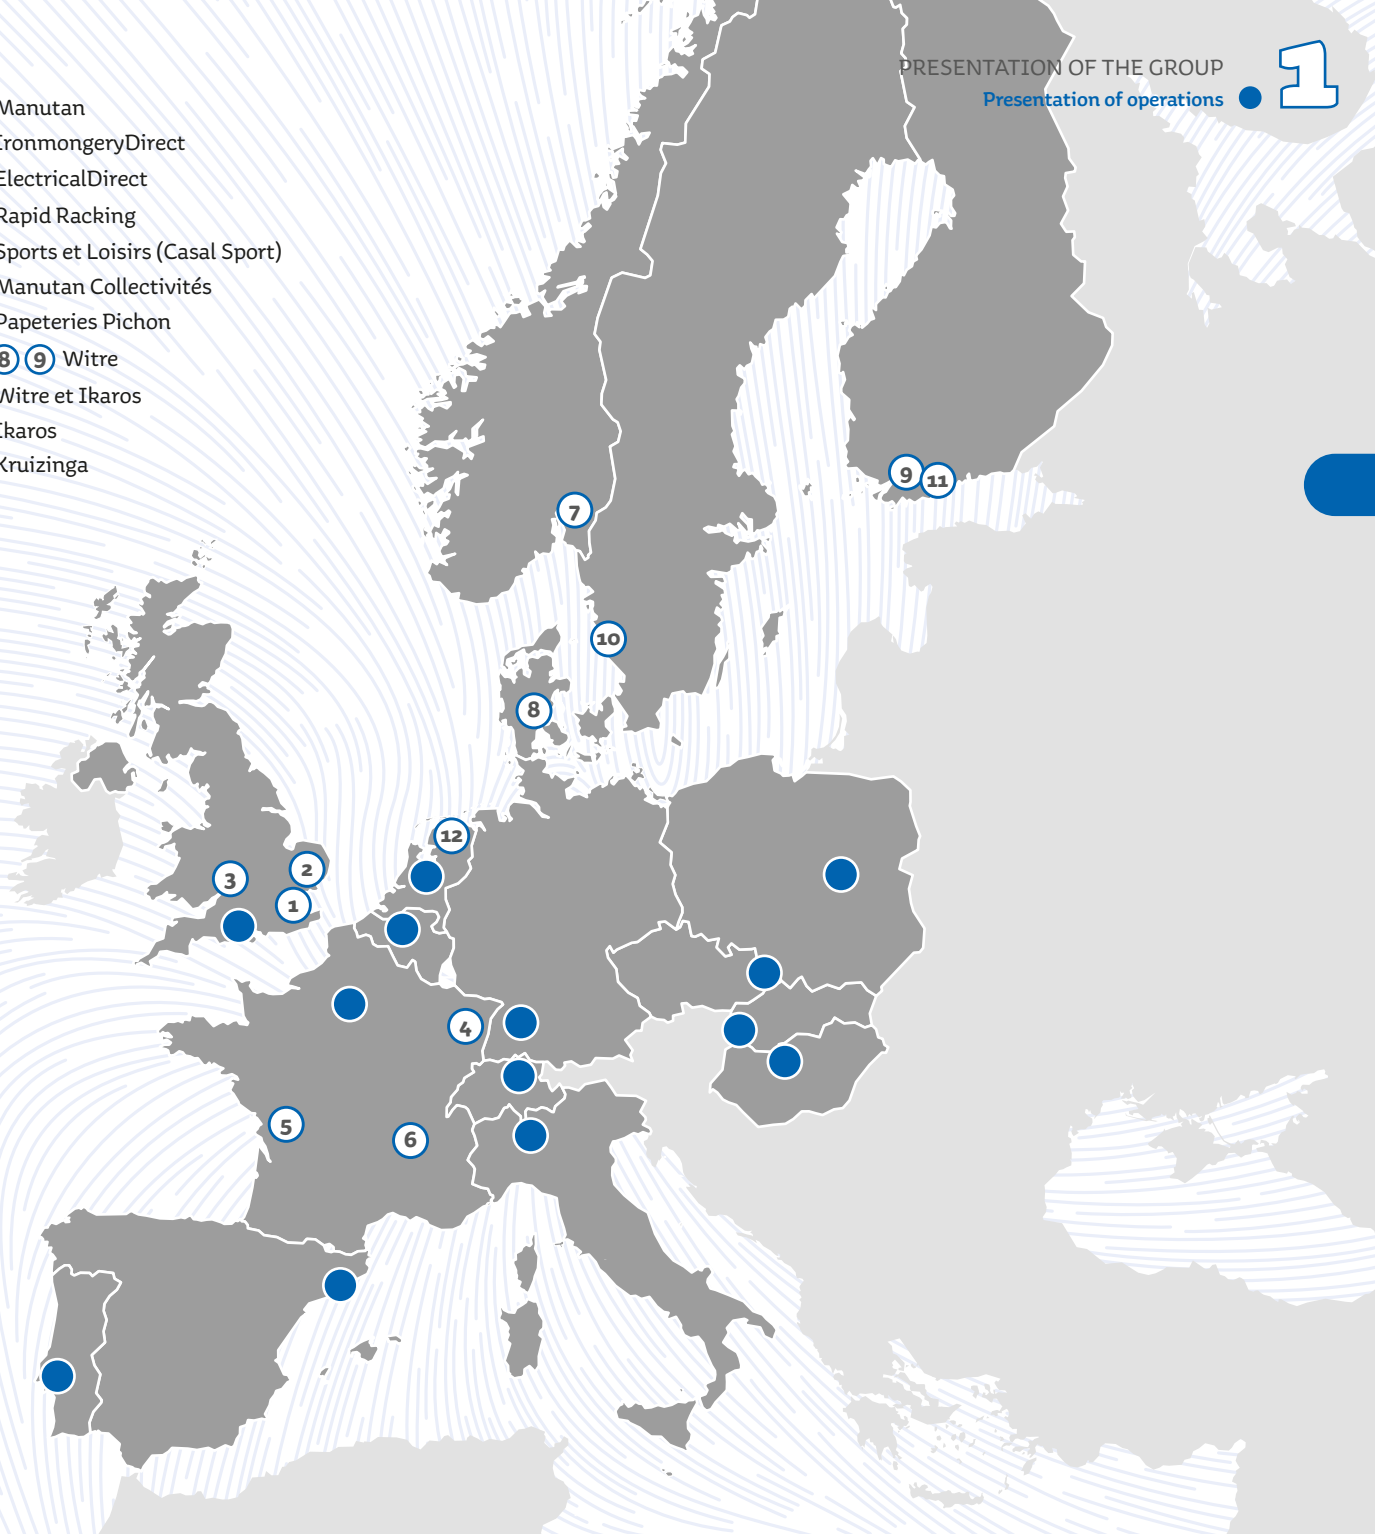 PRESENTATION OF THE GROUP
Presentation of operations
1
Manutan
IronmongeryDirect
ElectricalDirect
Rapid Racking
Sports et Loisirs (Casal Sport)
Manutan Collectivités
Papeteries Pichon
8 9 Witre
Witre et Ikaros
Ikaros
Kruizinga
9
11
7
10
8
12
2
3
1
4
5
6